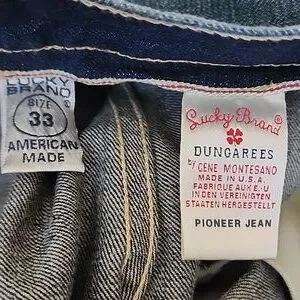 LUCKY
BRAND
SIZE
33
AMERICAN
MADE
Lucky Brand
DUNGAREES
by GENE MONTESANO
MADE IN U.S.A.
FABRIQUE AUX E.-U
IN DEN VEREINIGTEN
STAATEN HERGESTELLT
PIONEER JEAN